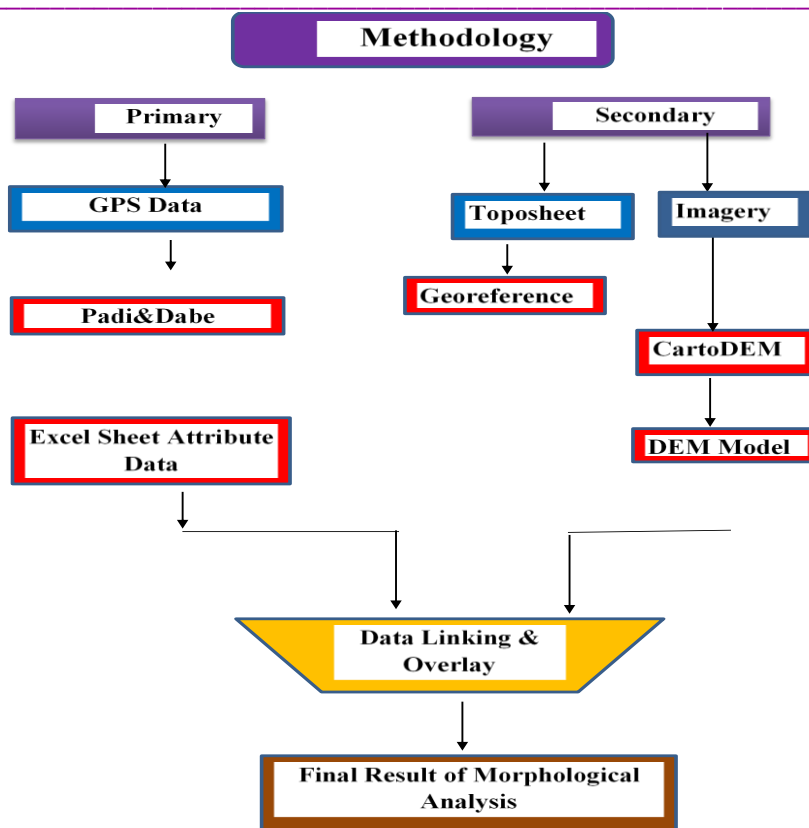 Methodology
Primary
Secondary
GPS Data
Toposheet
Imagery
Padi&Dabe
Georeference
CartoDEM
Excel Sheet Attribute
Data
DEM Model
Data Linking &
Overlay
Final Result of Morphological
Analysis